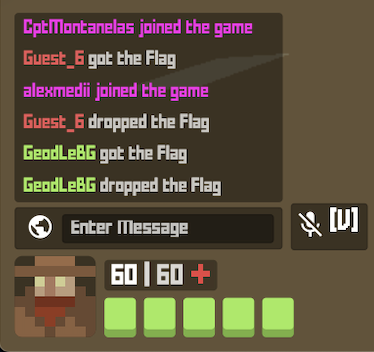 CptMontanelas joined the game
Guest_6 got the Flag
alexmedii joined the game
Guest_6 dropped the Flag
GeodLeBG got the Flag
GeodLeBG dropped the Flag
Enter Message
[V]
60 | 60